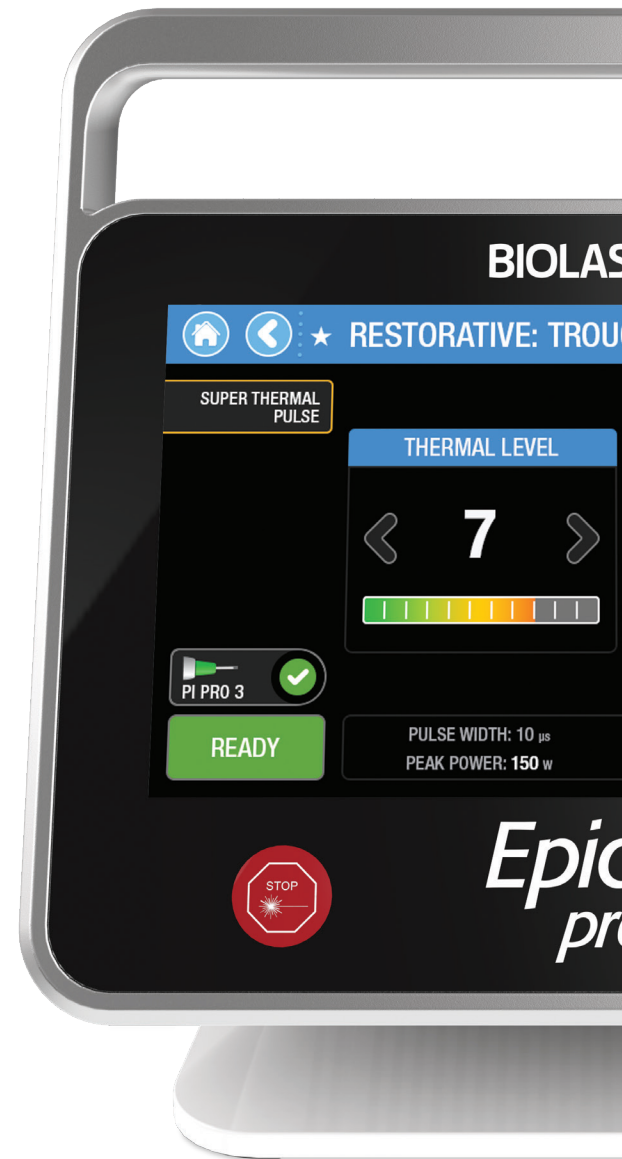 BIOLAS
★ RESTORATIVE: TROU
SUPER THERMAL
PULSE
THERMAL LEVEL
7
PI PRO 3
READY
PULSE WIDTH: 10 µs
PEAK POWER: 150 W
STOP
Epic
pro